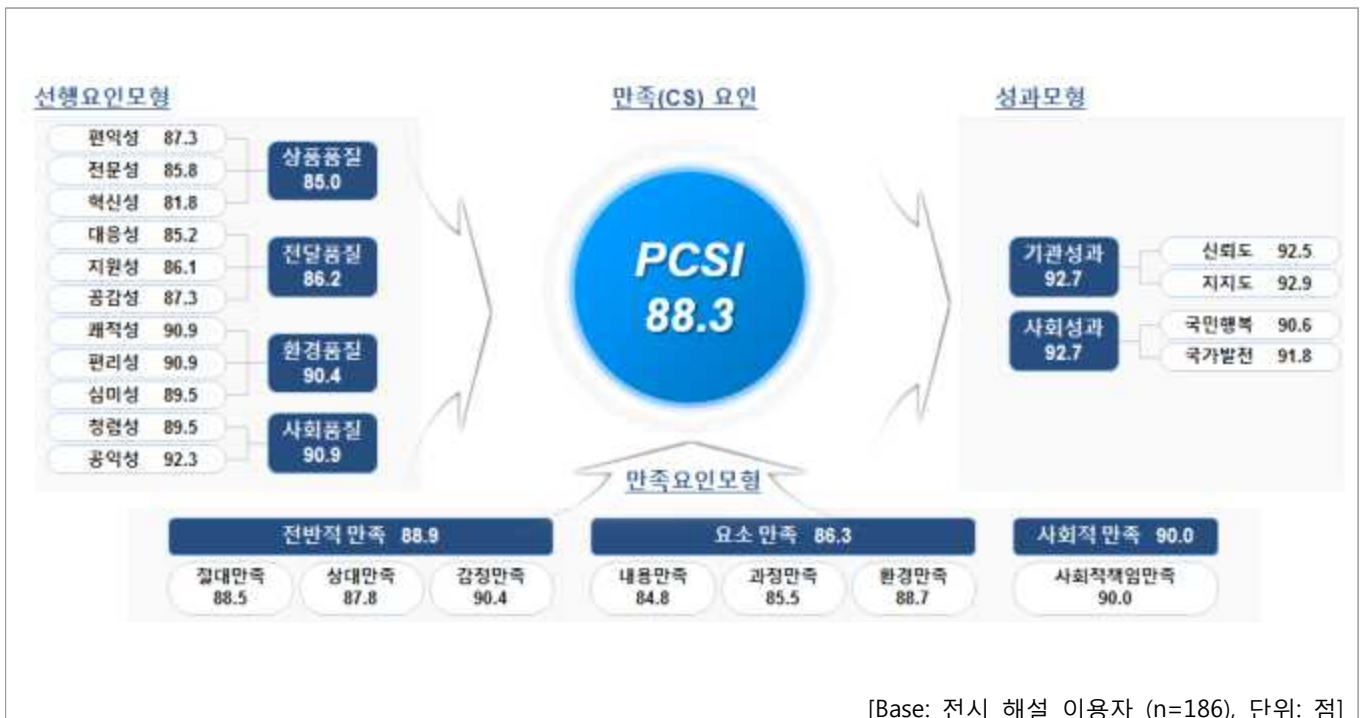 선행요인모형
만족(CS) 요인
성과모형
편익성 87.3
전문성 85.8
혁신성 81.8
상품품질
85.0
대응성 85.2
지원성 86.1
공감성 87.3
전달품질
86.2
쾌적성 90.9
편리성 90.9
심미성 89.5
환경품질
90.4
청렴성 89.5
공익성 92.3
사회품질
90.9
PCSI
88.3
기관성과
92.7
신뢰도 92.5
지지도 92.9
사회성과
92.7
국민행복 90.6
국가발전 91.8
만족요인모형
전반적 만족 88.9
절대만족
88.5
상대만족
87.8
감정만족
90.4
요소 만족 86.3
내용만족
84.8
과정만족
85.5
환경만족
88.7
사회적 만족 90.0
사회적책임만족
90.0
[Base: 전시 해설 이용자 (n=186), 단위: 점]